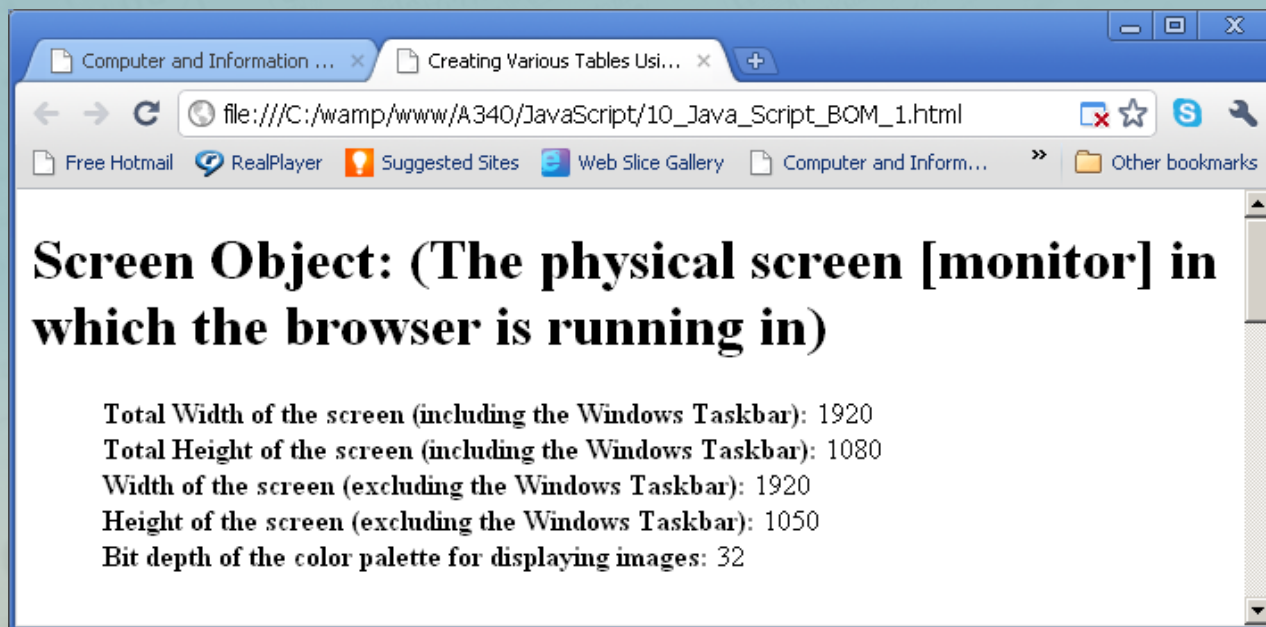 Computer and Information ...
Creating Various Tables Usi...
file:///C:/wamp/www/A340/JavaScript/10_Java_Script_BOM_1.html
Free Hotmail RealPlayer Suggested Sites Web Slice Gallery Computer and Inform... » Other bookmarks
Screen Object: (The physical screen [monitor] in
which the browser is running in)
Total Width of the screen (including the Windows Taskbar): 1920
Total Height of the screen (including the Windows Taskbar): 1080
Width of the screen (excluding the Windows Taskbar): 1920
Height of the screen (excluding the Windows Taskbar): 1050
Bit depth of the color palette for displaying images: 32